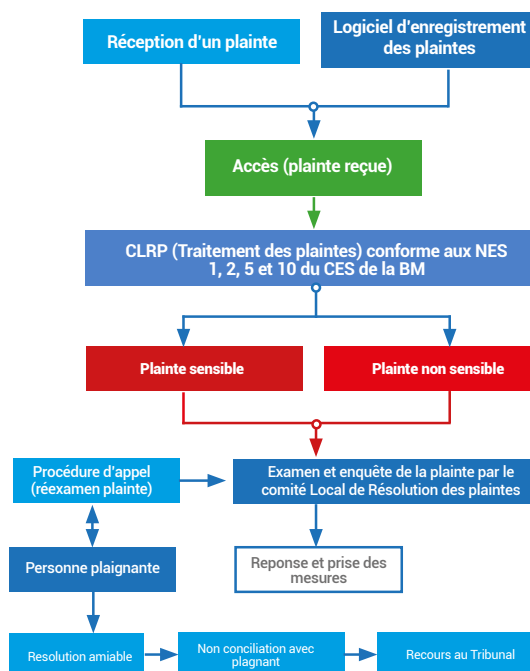 Réception d'un plainte
Logiciel d'enregistrement
des plaintes
Accès (plainte reçue)
CLRP (Traitement des plaintes) conforme aux NES
1, 2, 5 et 10 du CES de la BM
Plainte sensible
Plainte non sensible
Procédure d'appel
(réexamen plainte)
Examen et enquête de la plainte par le
comité Local de Résolution des plaintes
Personne plaignante
Reponse et prise des
mesures
Resolution amiable
Non conciliation avec
plagnant
Recours au Tribunal